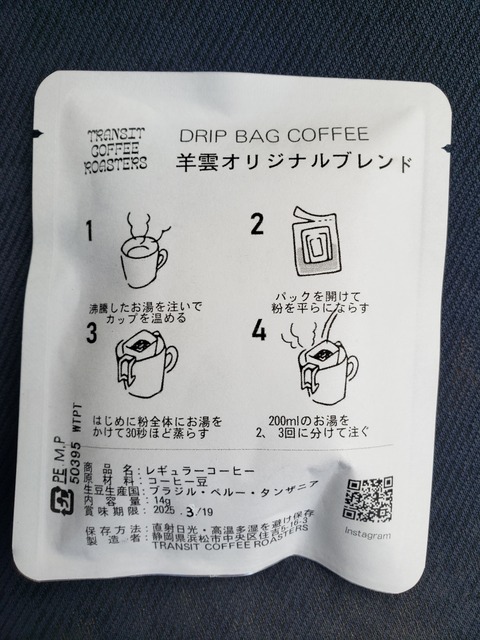 TRANSIT
COFFEE
ROASTERS
DRIP BAG COFFEE
羊雲オリジナルブレンド
1
沸騰したお湯を注いで
カップを温める
2
パックを開けて
粉を平らにならす
3
はじめに粉全体にお湯を
かけて30秒ほど蒸らす
4
200mlのお湯を
2、3回に分けて注ぐ
PE.M.P
50395 WTPT
商品名:レギュラーコーヒー
原材料:コーヒー豆
生豆生産国:ブラジル・ペルー・タンザニア
内容量:14g
賞味期限:2025.3/19
保存方法:直射日光・高温多湿を避け保存
製造者:静岡県浜松市中央区住吉5-16-3
TRANSIT COFFEE ROASTERS
Instagram